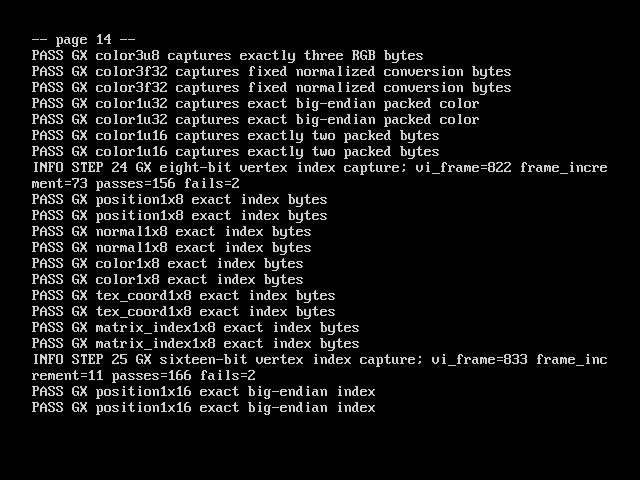 -- page 14 --
PASS GX color3u8 captures exactly three RGB bytes
PASS GX color3f32 captures fixed normalized conversion bytes
PASS GX color3f32 captures fixed normalized conversion bytes
PASS GX color1u32 captures exact big-endian packed color
PASS GX color1u32 captures exact big-endian packed color
PASS GX color1u16 captures exactly two packed bytes
PASS GX color1u16 captures exactly two packed bytes
INFO STEP 24 GX eight-bit vertex index capture; vi_frame=822 frame_incre
ment=73 passes=156 fails=2
PASS GX position1x8 exact index bytes
PASS GX position1x8 exact index bytes
PASS GX normal1x8 exact index bytes
PASS GX normal1x8 exact index bytes
PASS GX color1x8 exact index bytes
PASS GX color1x8 exact index bytes
PASS GX tex_coord1x8 exact index bytes
PASS GX tex_coord1x8 exact index bytes
PASS GX matrix_index1x8 exact index bytes
PASS GX matrix_index1x8 exact index bytes
INFO STEP 25 GX sixteen-bit vertex index capture; vi_frame=833 frame_inc
rement=11 passes=166 fails=2
PASS GX position1x16 exact big-endian index
PASS GX position1x16 exact big-endian index